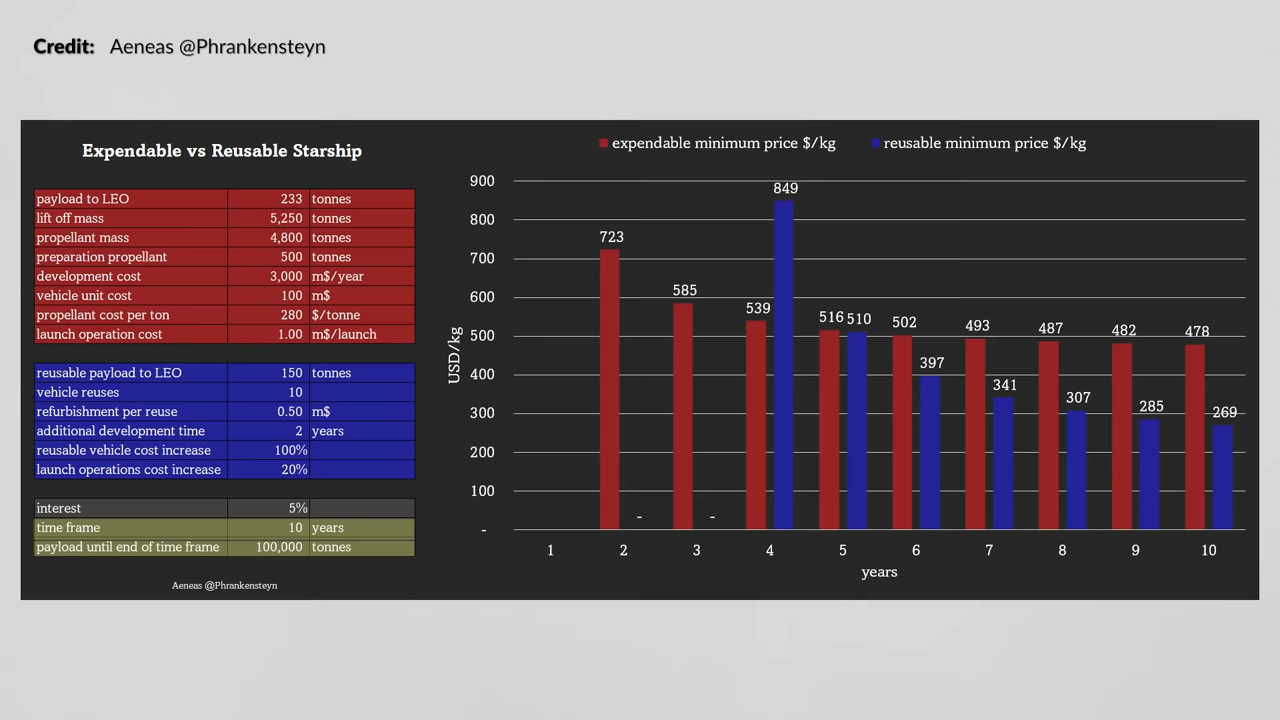 Credit: Aeneas @Phrankensteyn
Expendable vs Reusable Starship
payload to LEO 233 tonnes
lift off mass 5,250 tonnes
propellant mass 4,800 tonnes
preparation propellant 500 tonnes
development cost 3,000 m$/year
vehicle unit cost 100 m$
propellant cost per ton 280 $/tonne
launch operation cost 1.00 m$/launch
reusable payload to LEO 150 tonnes
vehicle reuses 10
refurbishment per reuse 0.50 m$
additional development time 2 years
reusable vehicle cost increase 100%
launch operations cost increase 20%
interest 5%
time frame 10 years
payload until end of time frame 100,000 tonnes
Aeneas @Phrankensteyn
expendable minimum price $/kg reusable minimum price $/kg
USD/kg
900
800
700
600
500
400
300
200
100
-
723 -
585 -
539 849
516 510
502 397
493 341
487 307
482 285
478 269
1 2 3 4 5 6 7 8 9 10
years